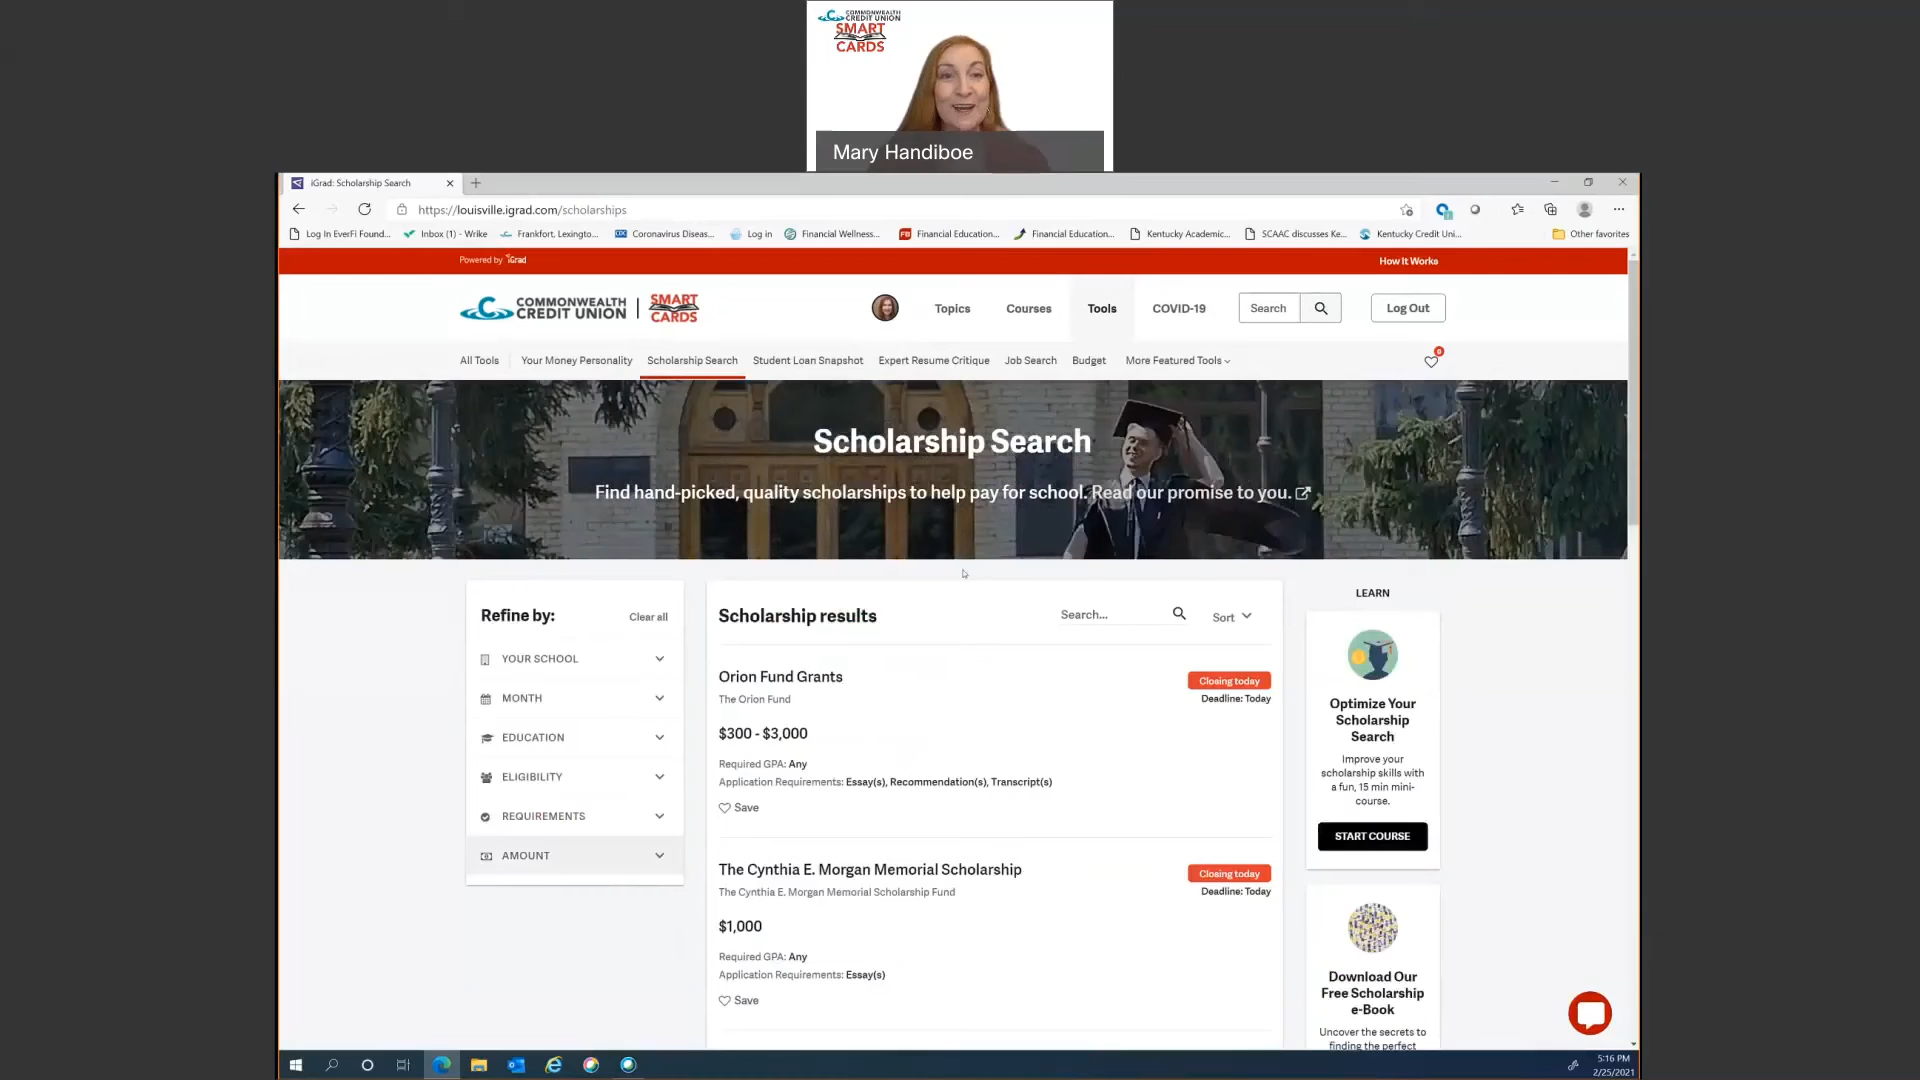 COMMONWEALTH
CREDIT UNION
SMART
CARDS
Mary Handiboe
iGrad: Scholarship Search
https://louisville.igrad.com/scholarships
Log In EverFi Found...
Inbox (1) - Wrike
Frankfort, Lexingto...
Coronavirus Diseas...
Log in
Financial Wellness...
Financial Education...
Financial Education...
Kentucky Academic...
SCAAC discusses Ke...
Kentucky Credit Uni...
Other favorites
Powered by iGrad
How It Works
COMMONWEALTH
CREDIT UNION
SMART
CARDS
Topics
Courses
Tools
COVID-19
Search
Log Out
All Tools
Your Money Personality
Scholarship Search
Student Loan Snapshot
Expert Resume Critique
Job Search
Budget
More Featured Tools
0
Scholarship Search
Find hand-picked, quality scholarships to help pay for school. Read our promise to you.
Refine by:
Clear all
YOUR SCHOOL
MONTH
EDUCATION
ELIGIBILITY
REQUIREMENTS
AMOUNT
Scholarship results
Search...
Sort
Orion Fund Grants
Closing today
The Orion Fund
Deadline: Today
$300 - $3,000
Required GPA: Any
Application Requirements: Essay(s), Recommendation(s), Transcript(s)
Save
The Cynthia E. Morgan Memorial Scholarship
Closing today
The Cynthia E. Morgan Memorial Scholarship Fund
Deadline: Today
$1,000
Required GPA: Any
Application Requirements: Essay(s)
Save
LEARN
Optimize Your
Scholarship
Search
Improve your
scholarship skills with
a fun, 15 min mini-
course.
START COURSE
Download Our
Free Scholarship
e-Book
Uncover the secrets to
finding the perfect
5:16 PM
2/25/2021